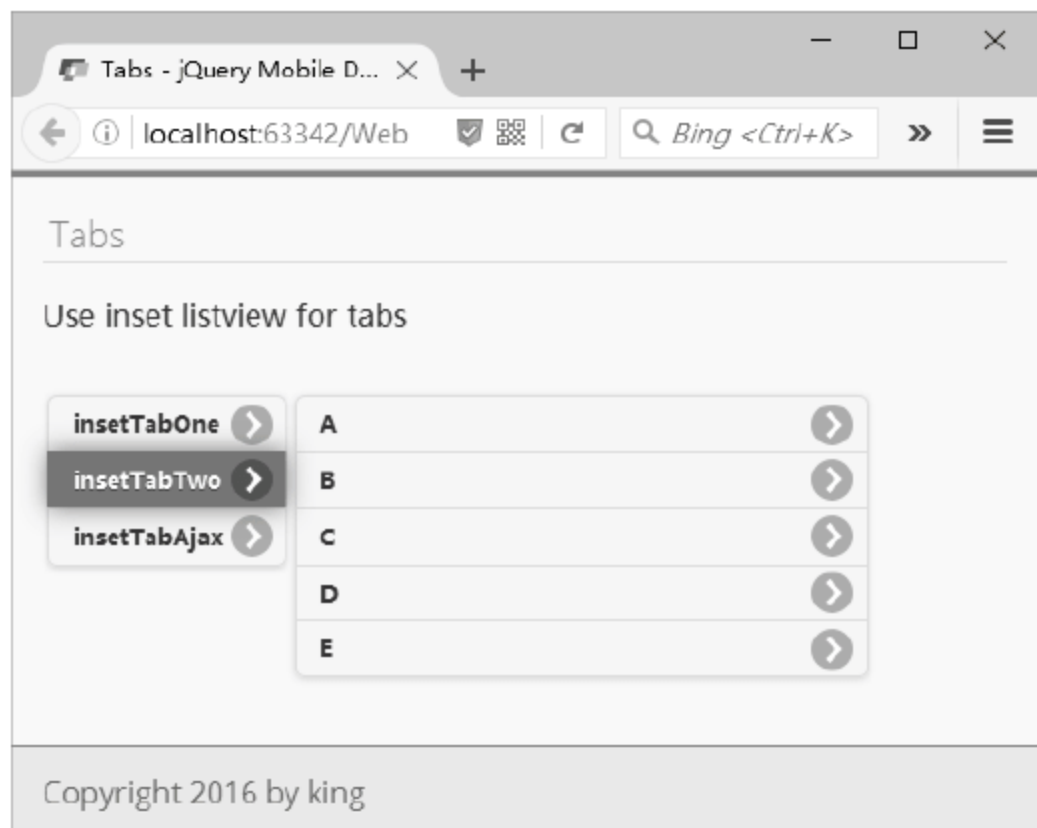 Tabs - jQuery Mobile D...
localhost:63342/Web
Bing <Ctrl+K>
Tabs
Use inset listview for tabs
insetTabOne
insetTabTwo
insetTabAjax
A
B
C
D
E
Copyright 2016 by king